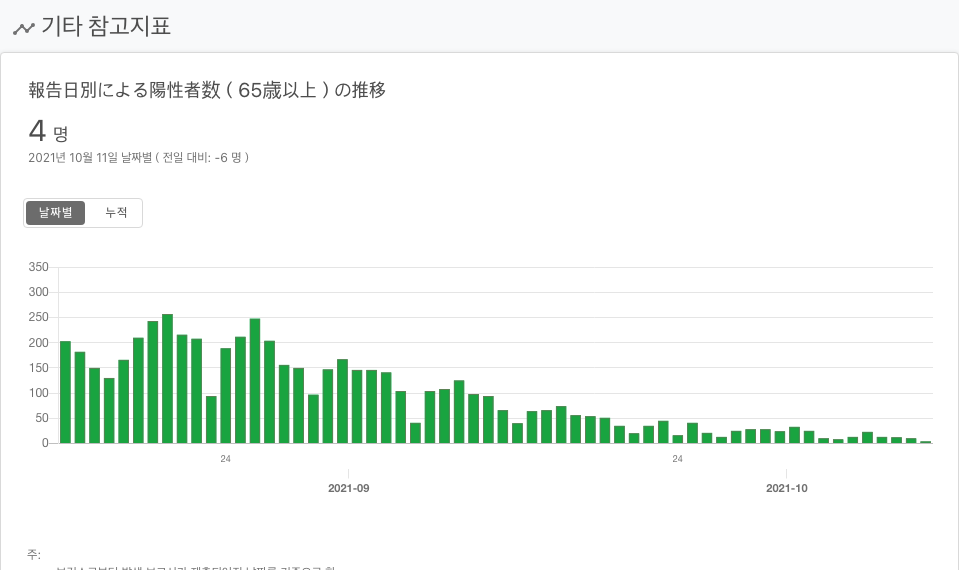 기타 참고지표
報告日別による陽性者数 ( 65歳以上 ) の推移
4 명
2021년 10월 11일 날짜별 ( 전일 대비: -6 명 )
날짜별 누적
350
300
250
200
150
100
50
0
24 24
2021-09 2021-10
주: